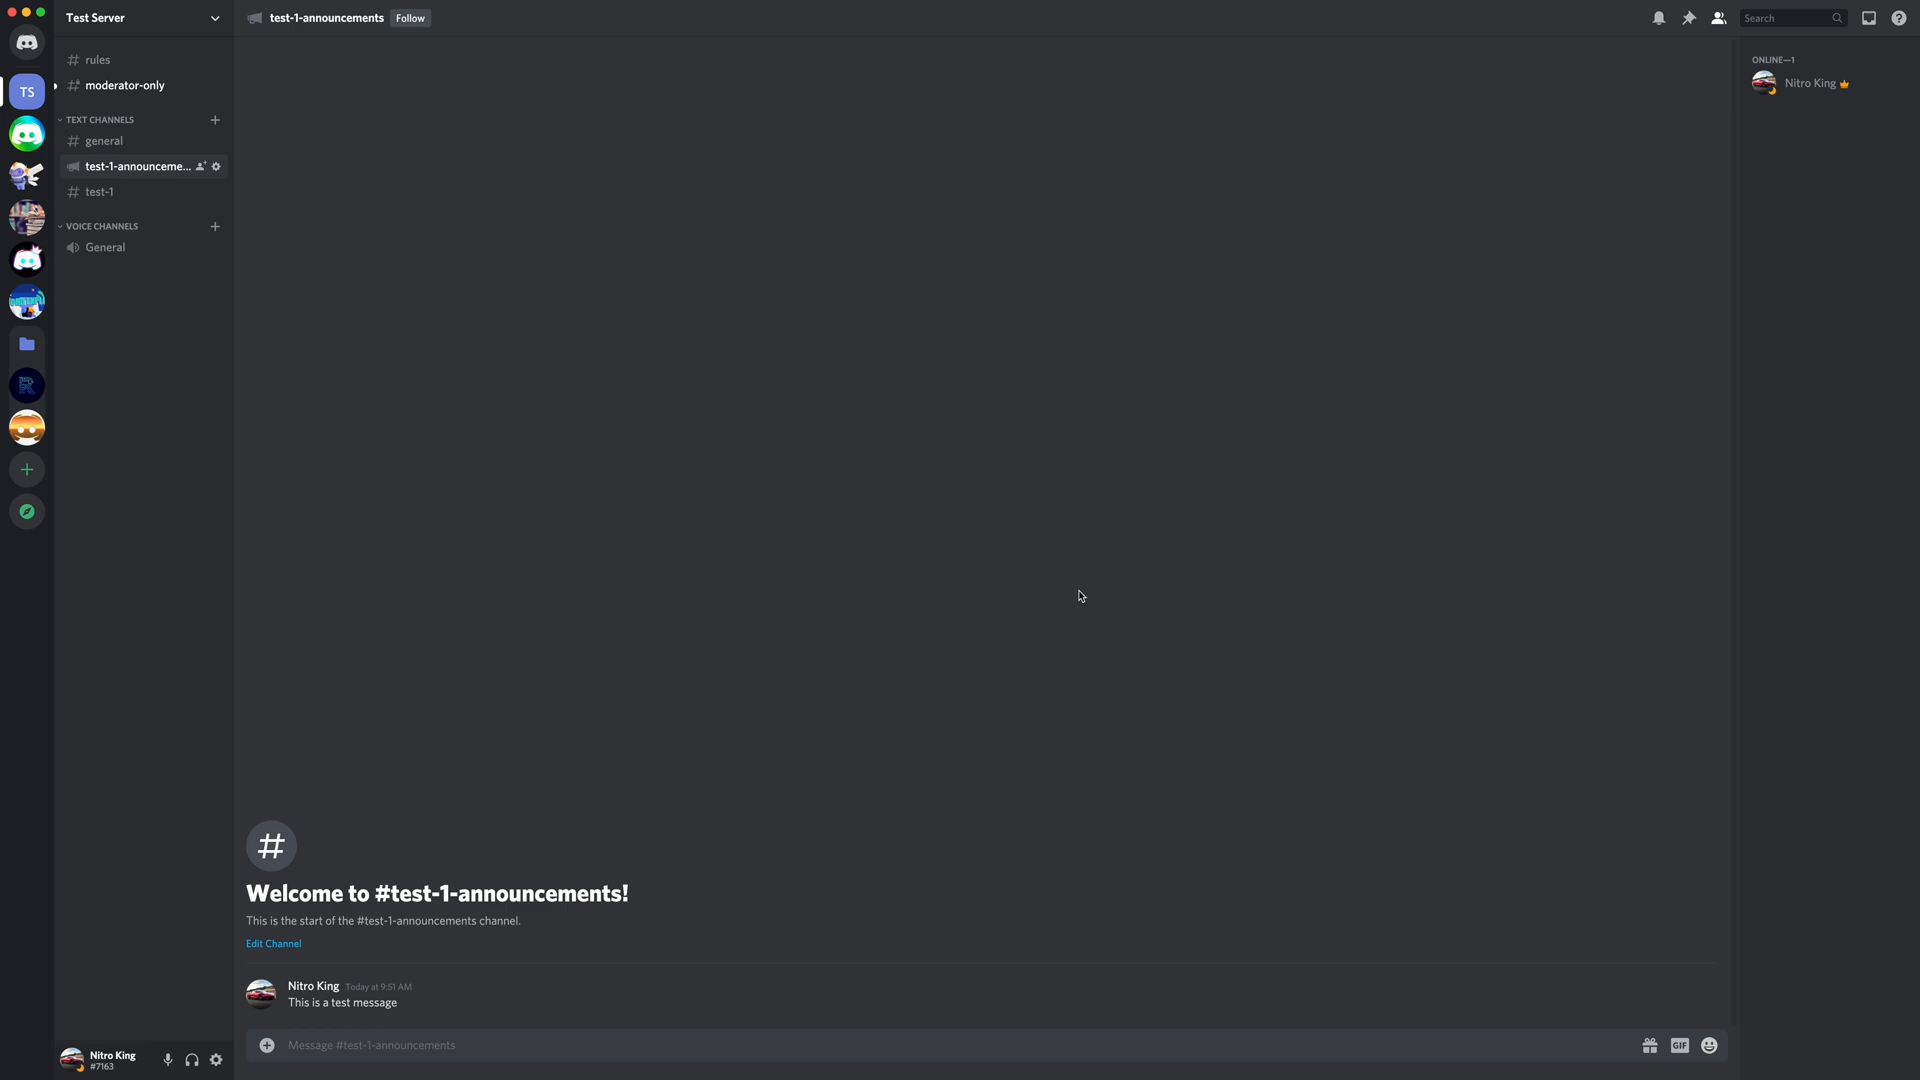 Test Server
TS
rules
moderator-only
TEXT CHANNELS
general
test-1-announceme...
test-1
VOICE CHANNELS
General
Nitro King
#7163
test-1-announcements
Follow
Search
Welcome to #test-1-announcements!
This is the start of the #test-1-announcements channel.
Edit Channel
Nitro King Today at 9:51 AM
This is a test message
Message #test-1-announcements
GIF
ONLINE—1
Nitro King